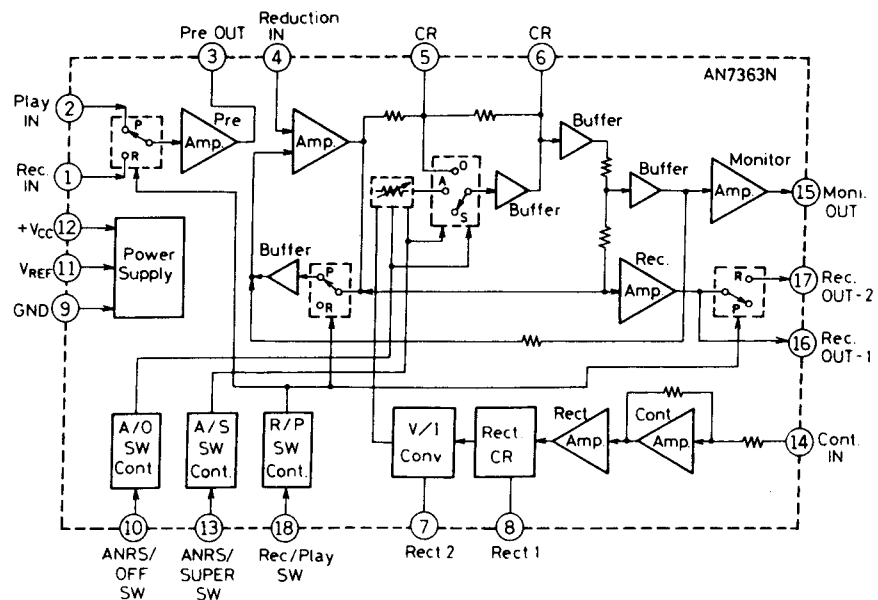 Pre OUT
3
Reduction
IN
4
CR
5
CR
6
AN7363N
Play
IN
2
P
R
Pre
Amp.
Amp.
Buffer
Rec.
IN
1
O
A
S
Buffer
Buffer
Monitor
Amp.
15
Moni.
OUT
+VCC
12
VREF
11
GND
9
Power
Supply
Buffer
P
R
Rec.
Amp.
R
P
17
Rec.
OUT-2
16
Rec.
OUT-1
A/O
SW
Cont
A/S
SW
Cont.
R/P
SW
Cont.
V/I
Conv
Rect.
CR
Rect
Amp.
Cont.
Amp.
14
Cont.
IN
10
ANRS/
OFF
SW
13
ANRS/
SUPER
SW
18
Rec/Play
SW
7
Rect 2
8
Rect 1